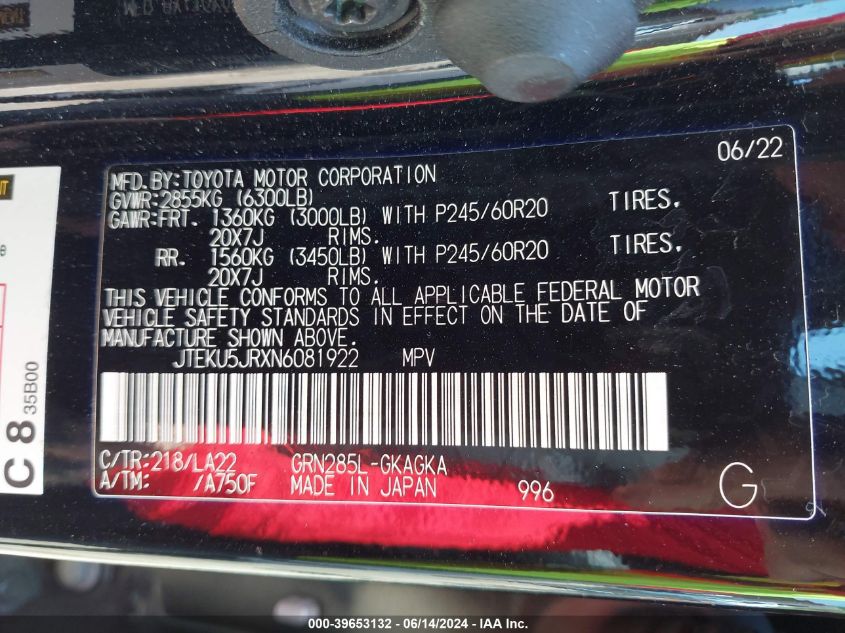 06/22
MFD.BY:TOYOTA MOTOR CORPORATION
GVWR:2855KG (6300LB)
GAWR:FRT. 1360KG (3000LB) WITH P245/60R20 TIRES.
20X7J RIMS.
RR. 1560KG (3450LB) WITH P245/60R20 TIRES.
20X7J RIMS.
THIS VEHICLE CONFORMS TO ALL APPLICABLE FEDERAL MOTOR
VEHICLE SAFETY STANDARDS IN EFFECT ON THE DATE OF
MANUFACTURE SHOWN ABOVE.
JTEKU5JRXN6081922 MPV
C/TR:218/LA22 GRN285L-GKAGKA
A/TM: /A750F MADE IN JAPAN 996 G
C8
35B00
000-39653132 - 06/14/2024 - IAA Inc.